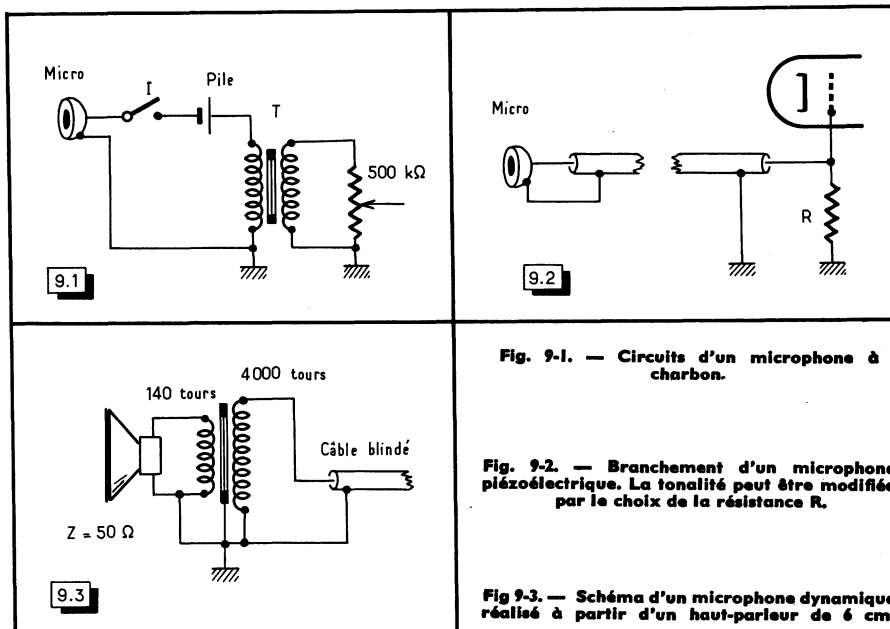 Micro
I
Pile
T
500 kΩ
9.1
Micro
R
9.2
4000 tours
140 tours
Câble blindé
Z = 50 Ω
9.3
Fig. 9-1. — Circuits d'un microphone à
charbon.
Fig. 9-2. — Branchement d'un microphone
piézoélectrique. La tonalité peut être modifiée
par le choix de la résistance R.
Fig 9-3. — Schéma d'un microphone dynamique
réalisé à partir d'un haut-parleur de 6 cm